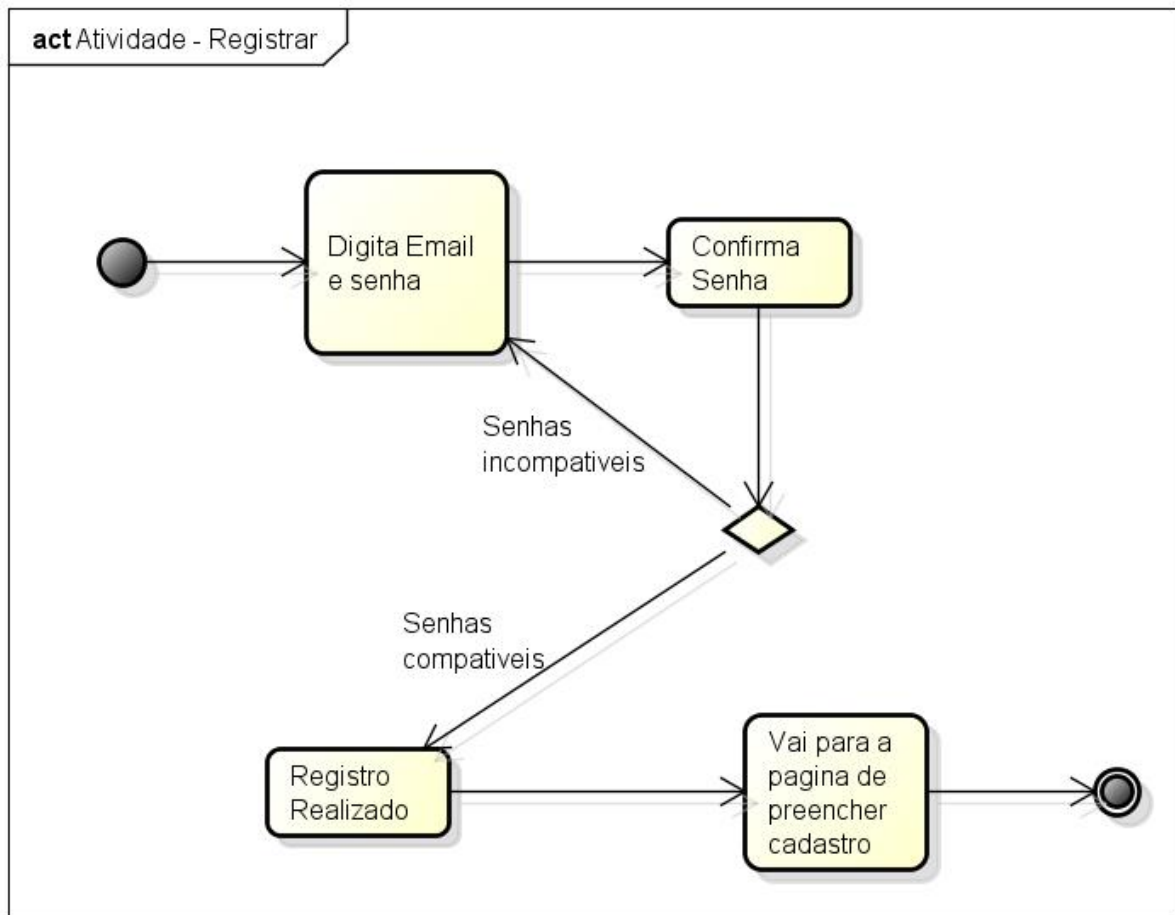 act Atividade - Registrar
Digita Email
e senha
Confirma
Senha
Senhas
incompativeis
Senhas
compativeis
Registro
Realizado
Vai para a
pagina de
preencher
cadastro